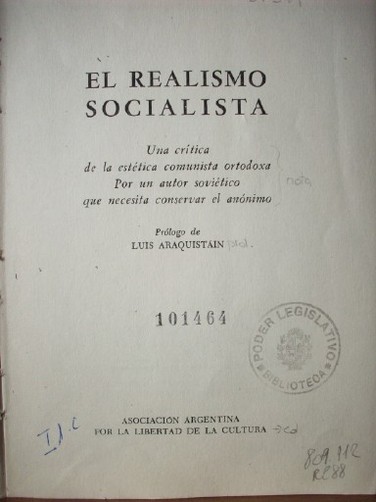 EL REALISMO
SOCIALISTA
Una crítica
de la estética comunista ortodoxa
Por un autor soviético
que necesita conservar el anónimo
nota
Prólogo de
LUIS ARAQUISTAIN
101464
PODER LEGISLATIVO
BIBLIOTECA
ASOCIACIÓN ARGENTINA
POR LA LIBERTAD DE LA CULTURA
809.112
R288